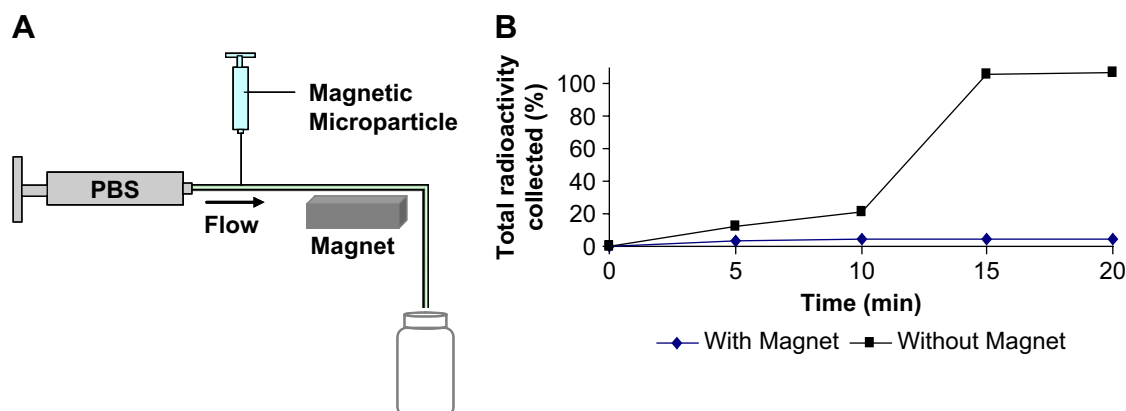 A
Magnetic
Microparticle
PBS
Flow
Magnet
B
Total radioactivity
collected (%)
100
80
60
40
20
0
0 5 10 15 20
Time (min)
With Magnet Without Magnet